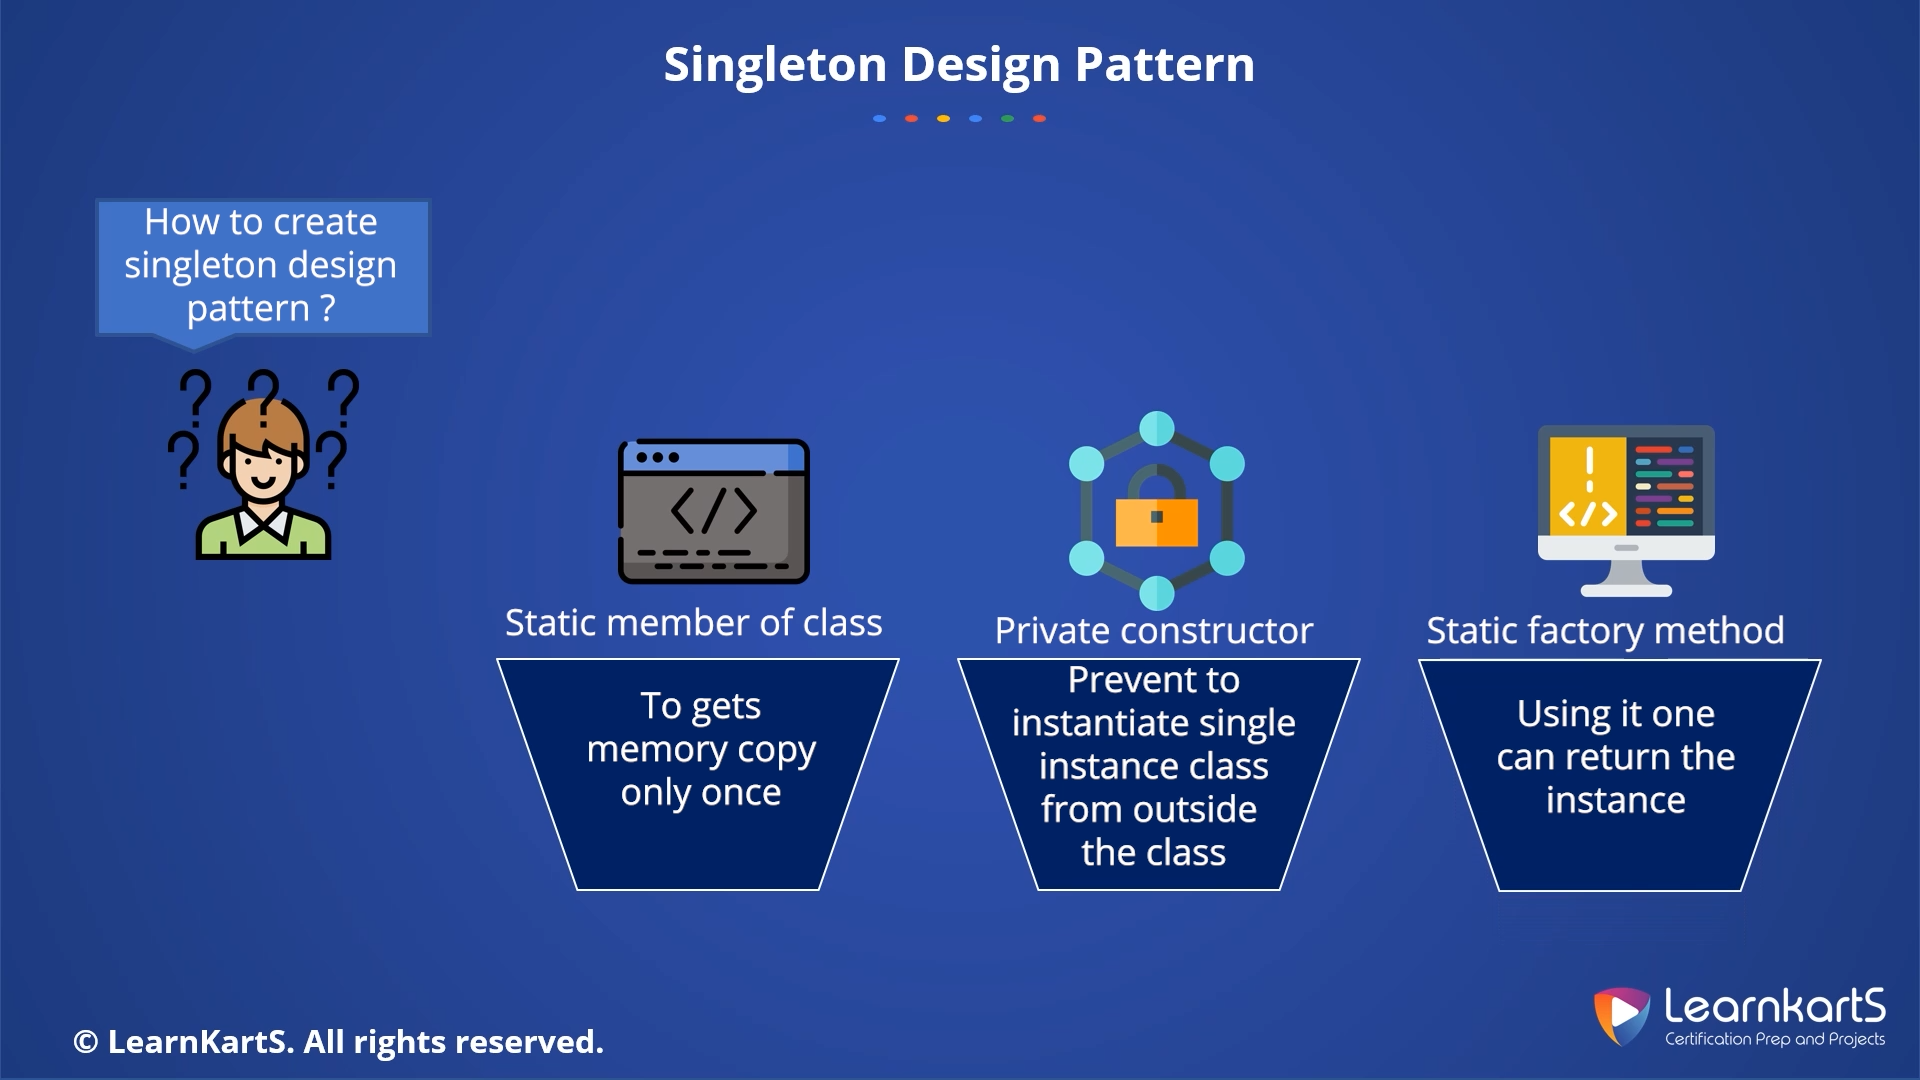 Singleton Design Pattern
How to create
singleton design
pattern ?
Static member of class
To gets
memory copy
only once
Private constructor
Prevent to
instantiate single
instance class
from outside
the class
Static factory method
Using it one
can return the
instance
© LearnKartS. All rights reserved.
LearnkartS
Certification Prep and Projects